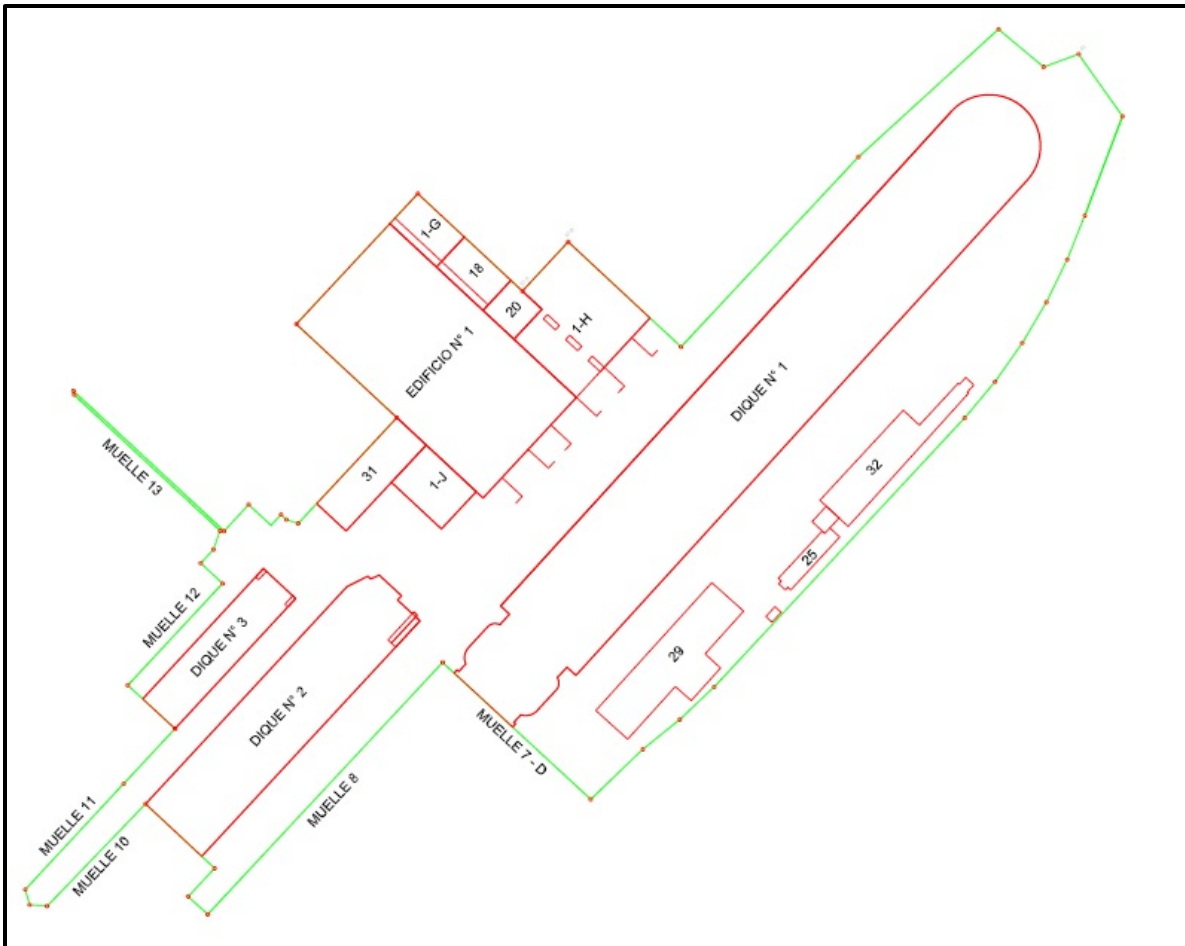 1-G
18
20
1-H
EDIFICIO N° 1
DIQUE N° 1
MUELLE 13
31
1-J
32
25
MUELLE 12
DIQUE N° 3
29
DIQUE N° 2
MUELLE 7 - D
MUELLE 8
MUELLE 11
MUELLE 10